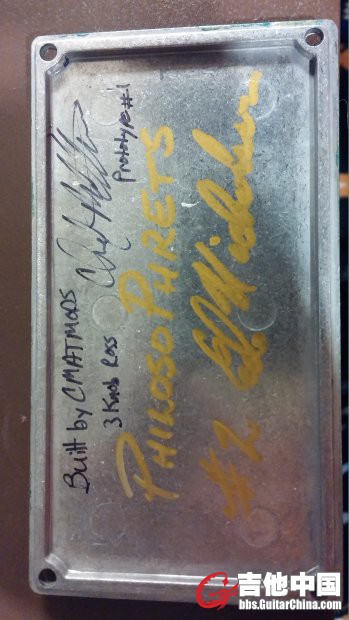 Built by CMATMODS
3 Knob Ross
Prototype #1
PHILOSOPHRETS
#2
吉他中国
bbs.GuitarChina.com